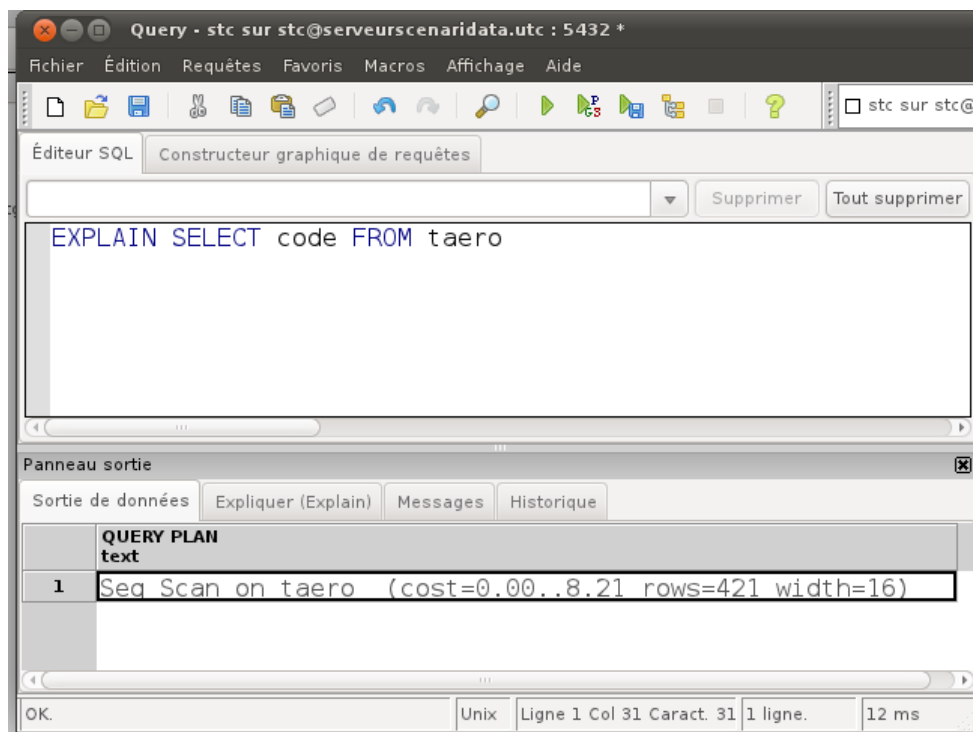 Query - stc sur stc@serveurscenaridata.utc : 5432 *
Fichier Édition Requêtes Favoris Macros Affichage Aide
stc sur stc@
Éditeur SQL Constructeur graphique de requêtes
Supprimer Tout supprimer
EXPLAIN SELECT code FROM taero
Panneau sortie
Sortie de données Expliquer (Explain) Messages Historique
QUERY PLAN
text
1 Seq Scan on taero (cost=0.00..8.21 rows=421 width=16)
OK. Unix Ligne 1 Col 31 Caract. 31 1 ligne. 12 ms